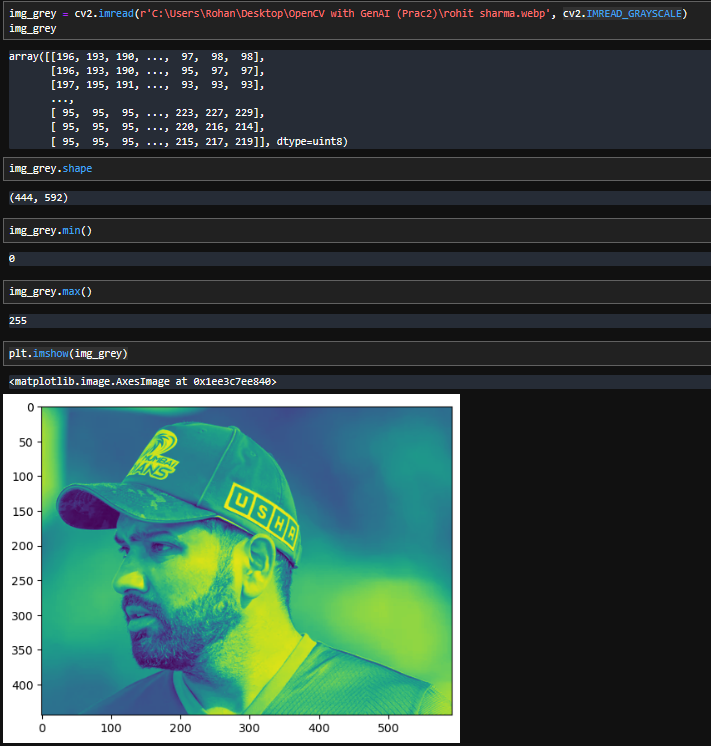 img_grey = cv2.imread(r'C:\Users\Rohan\Desktop\OpenCV with GenAI (Prac2)\rohit sharma.webp', cv2.IMREAD_GRAYSCALE)
img_grey
array([[196, 193, 190, ...,  97,  98,  98],
       [196, 193, 190, ...,  95,  97,  97],
       [197, 195, 191, ...,  93,  93,  93],
       ...,
       [ 95,  95,  95, ..., 223, 227, 229],
       [ 95,  95,  95, ..., 220, 216, 214],
       [ 95,  95,  95, ..., 215, 217, 219]], dtype=uint8)
img_grey.shape
(444, 592)
img_grey.min()
0
img_grey.max()
255
plt.imshow(img_grey)
<matplotlib.image.AxesImage at 0x1ee3c7ee840>
0
50
100
150
200
250
300
350
400
USHA
0 100 200 300 400 500